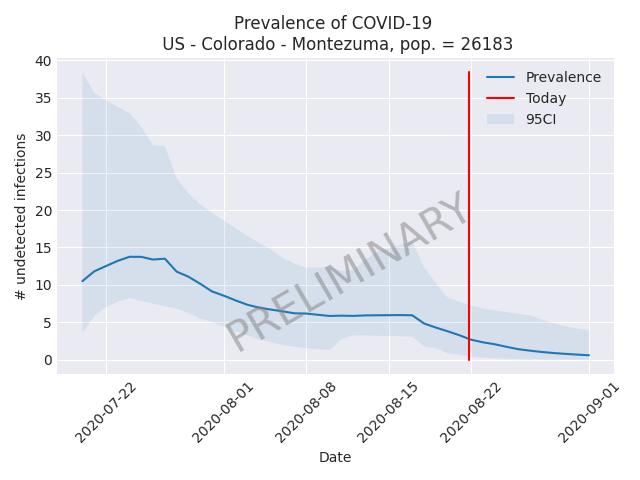 Prevalence of COVID-19
US - Colorado - Montezuma, pop. = 26183
# undetected infections
40
35
30
25
20
15
10
5
0
Prevalence
Today
95CI
PRELIMINARY
2020-07-22
2020-08-01
2020-08-08
2020-08-15
2020-08-22
2020-09-01
Date